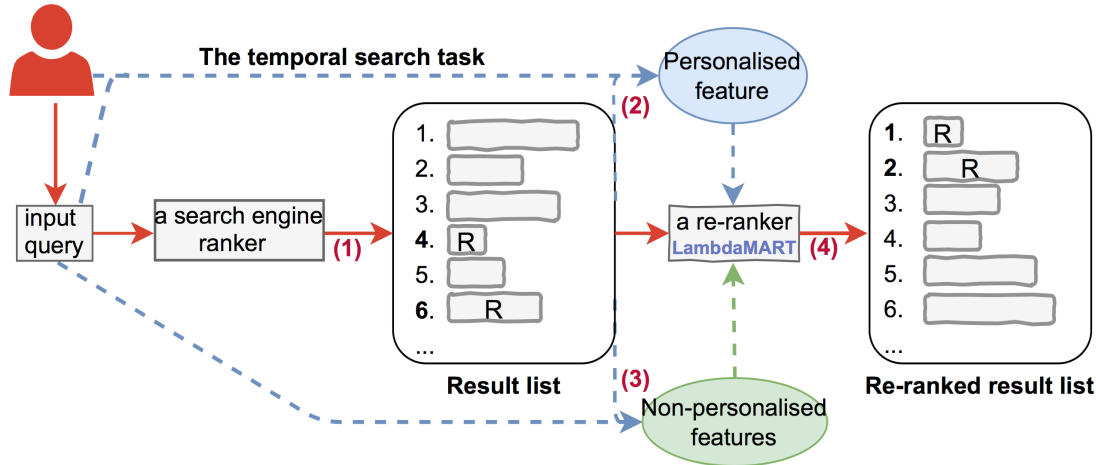 The temporal search task
Personalised
feature
(2)
1.
2.
3.
4. R
5.
6. R
...
Result list
input
query
a search engine
ranker
(1)
a re-ranker
LambdaMART
(4)
1. R
2. R
3.
4.
5.
6.
...
Re-ranked result list
(3)
Non-personalised
features